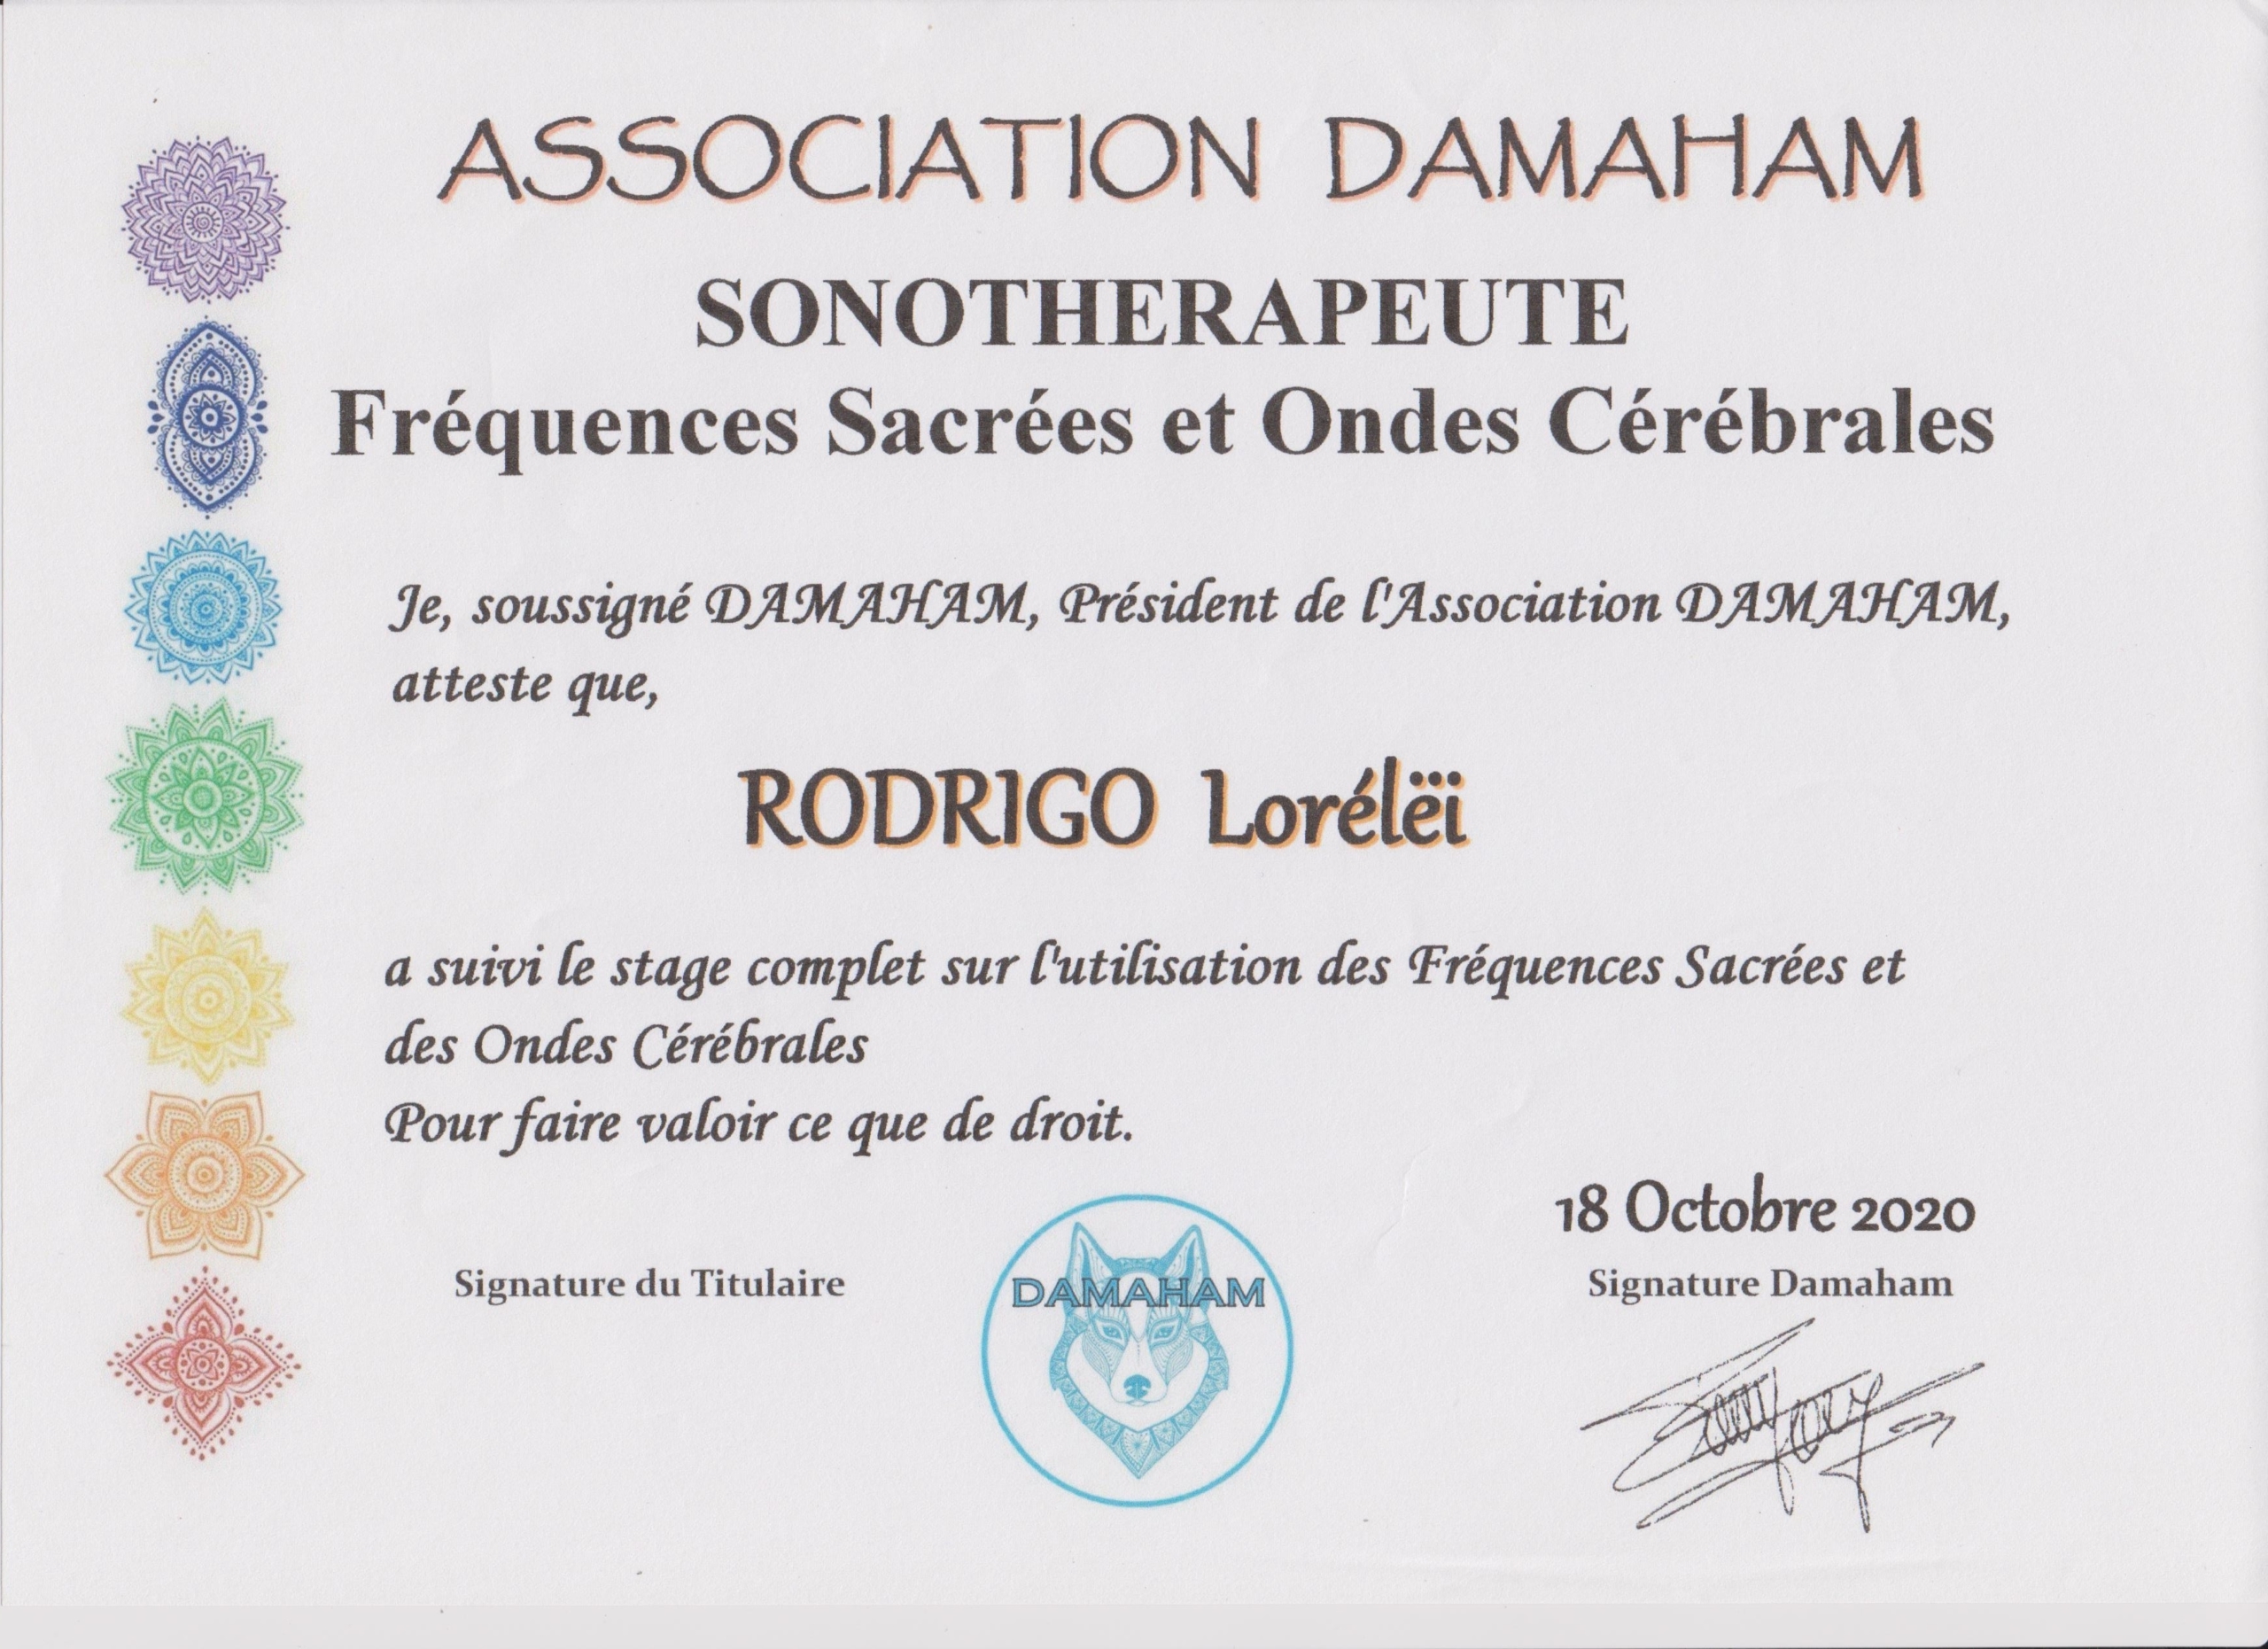 ASSOCIATION DAMAHAM
SONOTHERAPEUTE
Fréquences Sacrées et Ondes Cérébrales
Je, soussigné DAMAHAM, Président de l'Association DAMAHAM,
atteste que,
RODRIGO Lorélëi
a suivi le stage complet sur l'utilisation des Fréquences Sacrées et
des Ondes Cérébrales
Pour faire valoir ce que de droit.
18 Octobre 2020
Signature du Titulaire
DAMAHAM
Signature Damaham